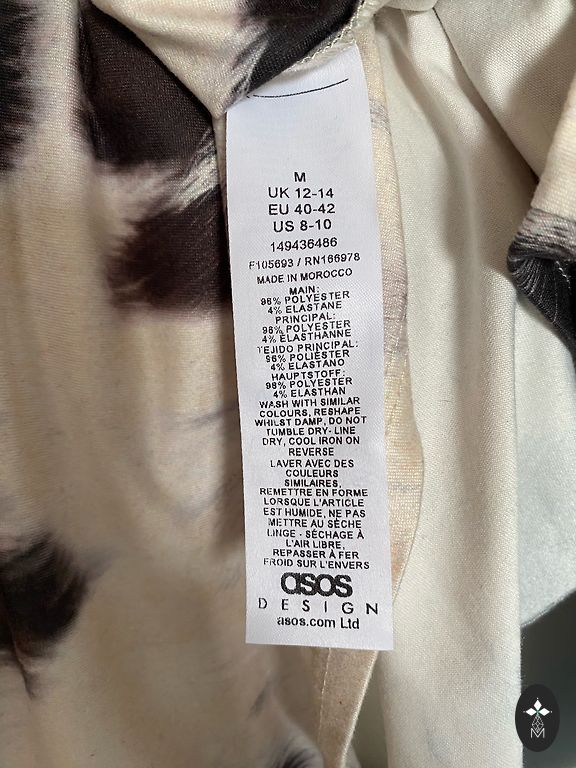 M
UK 12-14
EU 40-42
US 8-10
149436486
F105693 / RN166978
MADE IN MOROCCO
MAIN:
96% POLYESTER
4% ELASTANE
PRINCIPAL:
96% POLYESTER
4% ÉLASTHANNE
TEJIDO PRINCIPAL:
96% POLIÉSTER
4% ELASTANO
HAUPTSTOFF:
96% POLYESTER
4% ELASTHAN
WASH WITH SIMILAR
COLOURS, RESHAPE
WHILST DAMP, DO NOT
TUMBLE DRY- LINE
DRY, COOL IRON ON
REVERSE
LAVER AVEC DES
COULEURS
SIMILAIRES,
REMETTRE EN FORME
LORSQUE L'ARTICLE
EST HUMIDE, NE PAS
METTRE AU SÈCHE
LINGE - SÉCHAGE À
L'AIR LIBRE,
REPASSER À FER
FROID SUR L'ENVERS
asos
DESIGN
asos.com Ltd
M